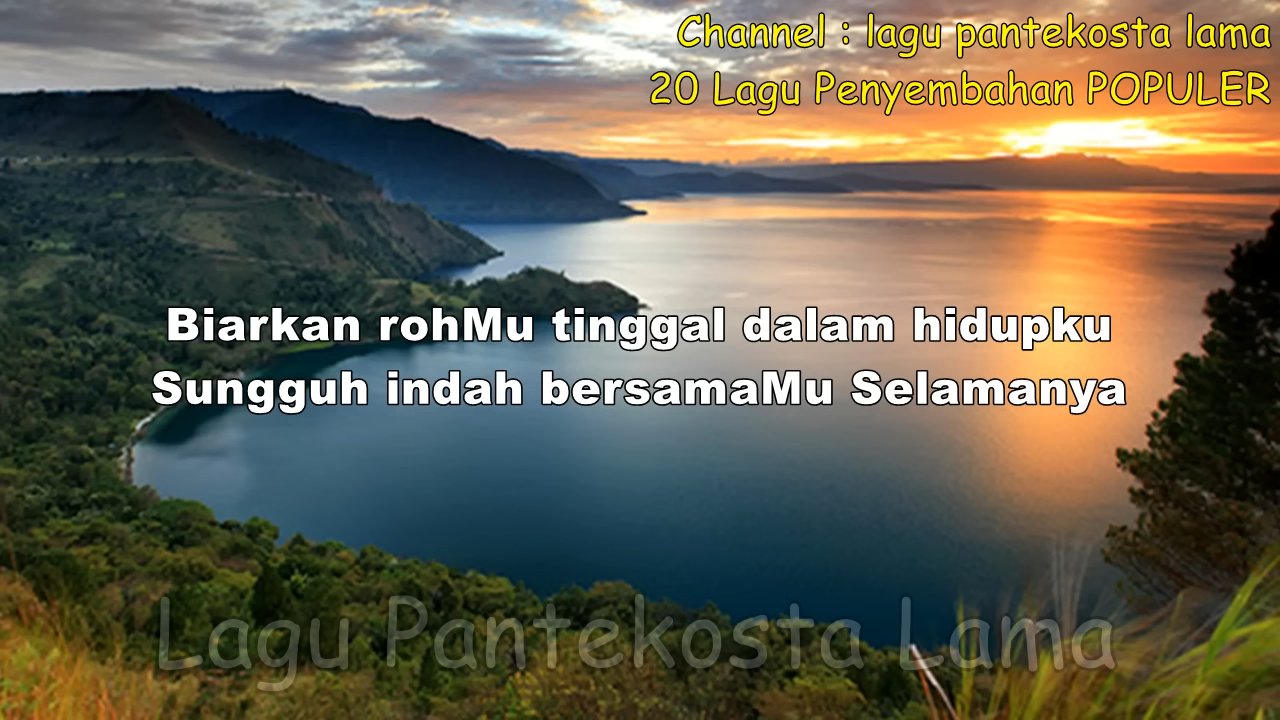 Channel : lagu pantekosta lama
20 Lagu Penyembahan POPULER
Biarkan rohMu tinggal dalam hidupku
Sungguh indah bersamaMu Selamanya
Lagu Pantekosta Lama